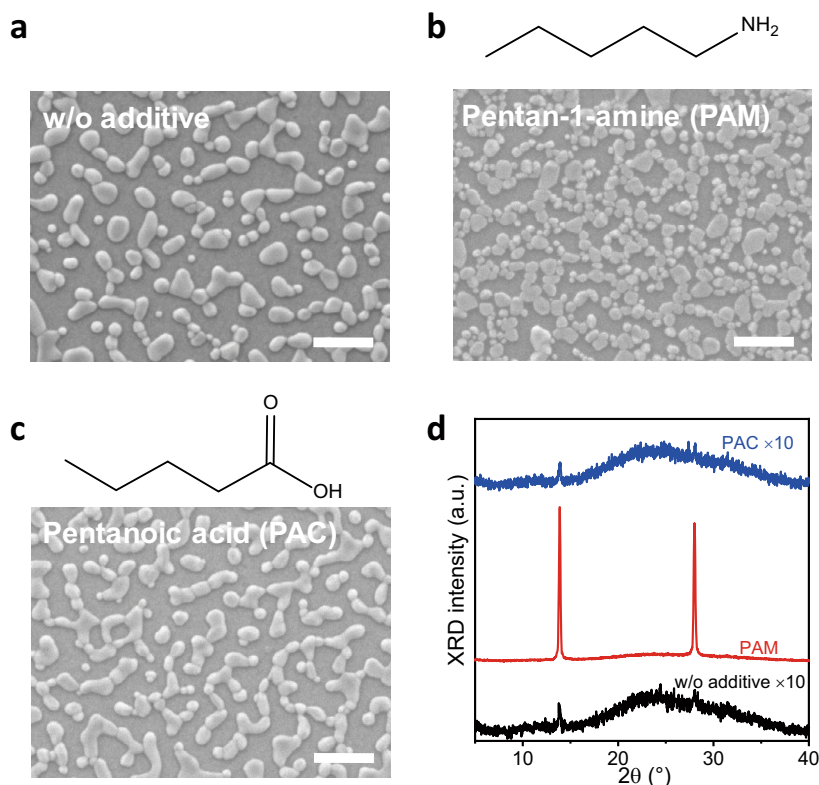 a
w/o additive
b
NH₂
Pentan-1-amine (PAM)
c
O
OH
Pentanoic acid (PAC)
d
XRD intensity (a.u.)
PAC ×10
PAM
w/o additive ×10
10 20 30 40
2θ (°)